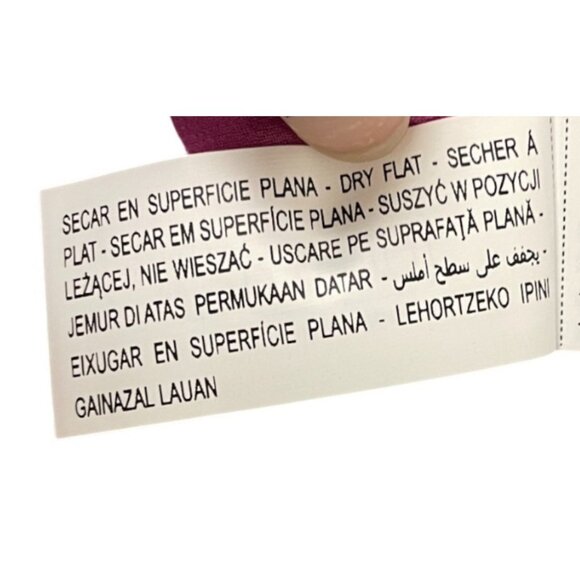 SECAR EN SUPERFICIE PLANA - DRY FLAT - SECHER Á
PLAT - SECAR EM SUPERFÍCIE PLANA - SUSZYĆ W POZYCJI
LEŻĄCEJ, NIE WIESZAĆ - USCARE PE SUPRAFAŢĂ PLANĂ -
JEMUR DI ATAS PERMUKAAN DATAR - يجفف على سطح أملس -
EIXUGAR EN SUPERFÍCIE PLANA - LEHORTZEKO IPINI
GAINAZAL LAUAN